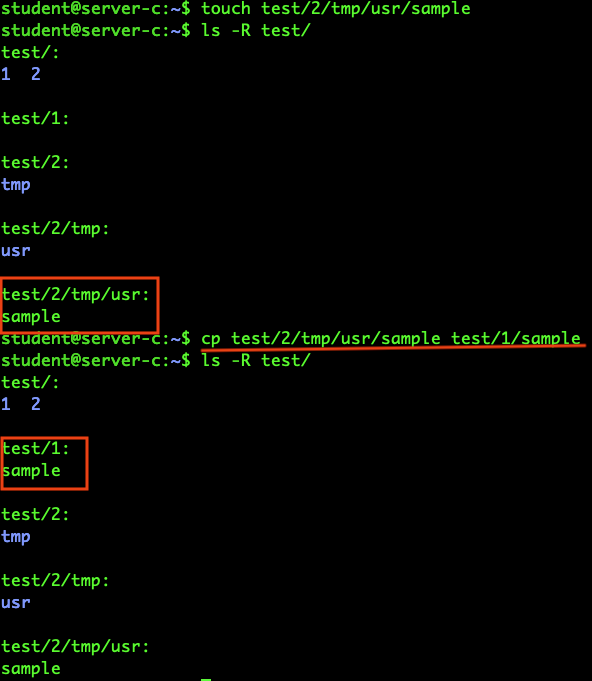 student@server-c:~$ touch test/2/tmp/usr/sample
student@server-c:~$ ls -R test/
test/:
1  2
test/1:
test/2:
tmp
test/2/tmp:
usr
test/2/tmp/usr:
sample
student@server-c:~$ cp test/2/tmp/usr/sample test/1/sample
student@server-c:~$ ls -R test/
test/:
1  2
test/1:
sample
test/2:
tmp
test/2/tmp:
usr
test/2/tmp/usr:
sample